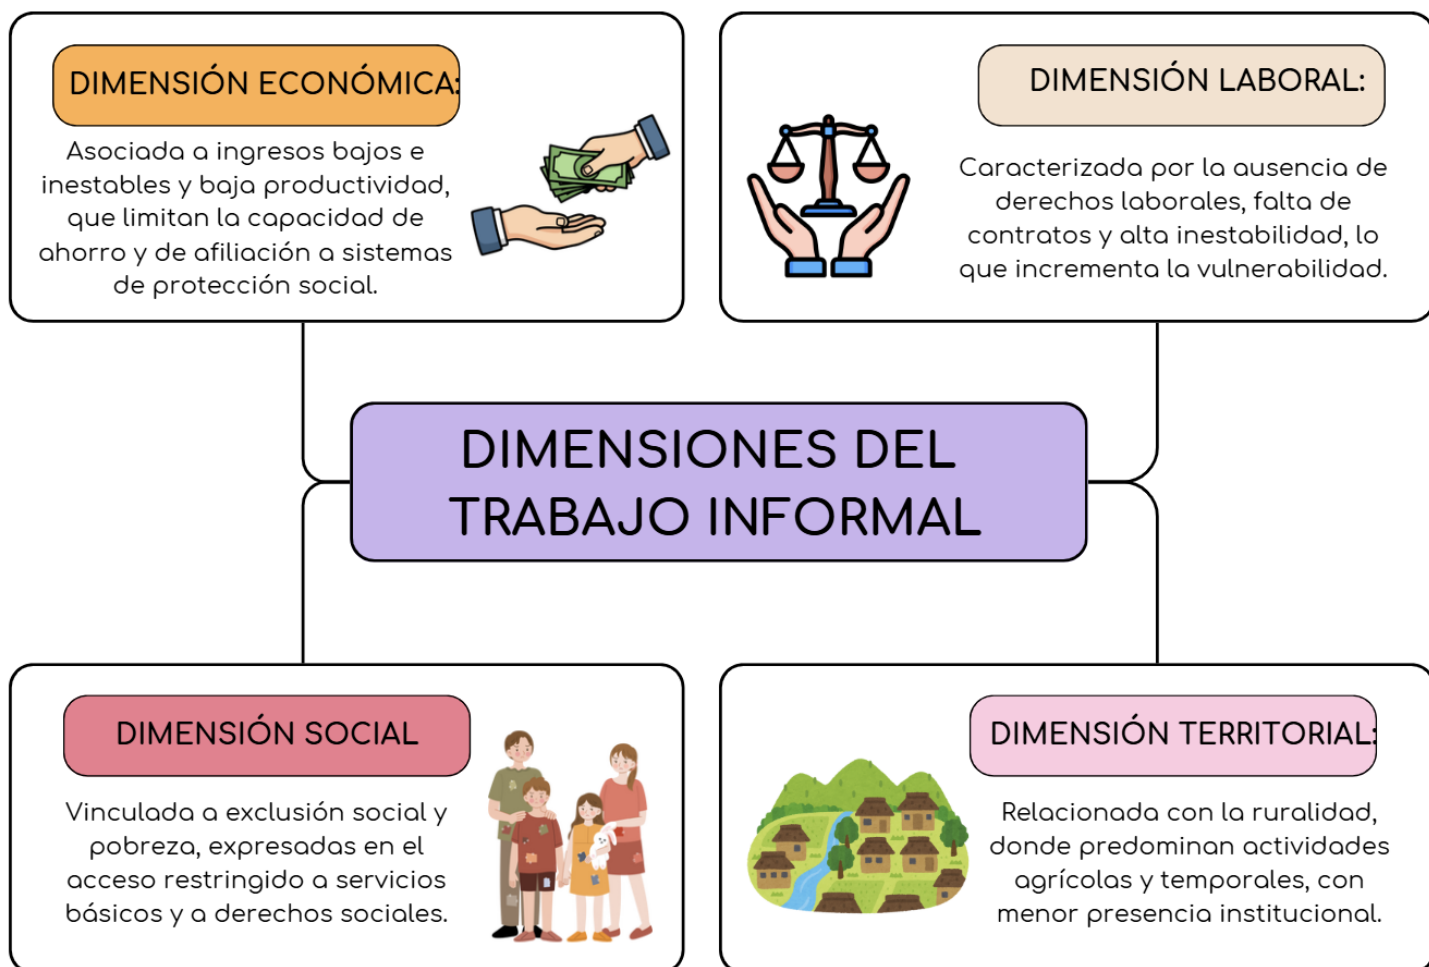 DIMENSIÓN ECONÓMICA:
Asociada a ingresos bajos e
inestables y baja productividad,
que limitan la capacidad de
ahorro y de afiliación a sistemas
de protección social.
DIMENSIÓN LABORAL:
Caracterizada por la ausencia de
derechos laborales, falta de
contratos y alta inestabilidad, lo
que incrementa la vulnerabilidad.
DIMENSIONES DEL
TRABAJO INFORMAL
DIMENSIÓN SOCIAL
Vinculada a exclusión social y
pobreza, expresadas en el
acceso restringido a servicios
básicos y a derechos sociales.
DIMENSIÓN TERRITORIAL:
Relacionada con la ruralidad,
donde predominan actividades
agrícolas y temporales, con
menor presencia institucional.